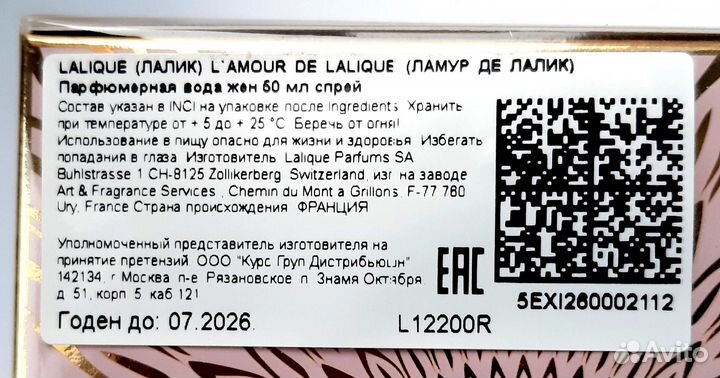 LALIQUE (ЛАЛИК) L`AMOUR DE LALIQUE (ЛАМУР ДЕ ЛАЛИК)
Парфюмерная вода жен 50 мл спрей
Состав указан в INCI на упаковке после Ingredients. Хранить
при температуре от + 5 до + 25 °С. Беречь от огня!
Использование в пищу опасно для жизни и здоровья. Избегать
попадания в глаза. Изготовитель: Lalique Parfums SA
Buhlstrasse 1 CH-8125 Zollikerberg, Switzerland, изг на заводе
Art & Fragrance Services, Chemin du Mont a Grillons, F-77 760
Ury, France Страна происхождения: ФРАНЦИЯ
Уполномоченный представитель изготовителя на
принятие претензий: ООО "Курс Груп Дистрибьюшн"
142134, г Москва п-е Рязановское п Знамя Октября
д 51, корп 5 каб 121
Годен до: 07.2026.
L12200R
EAC
5EXI260002112
Avito